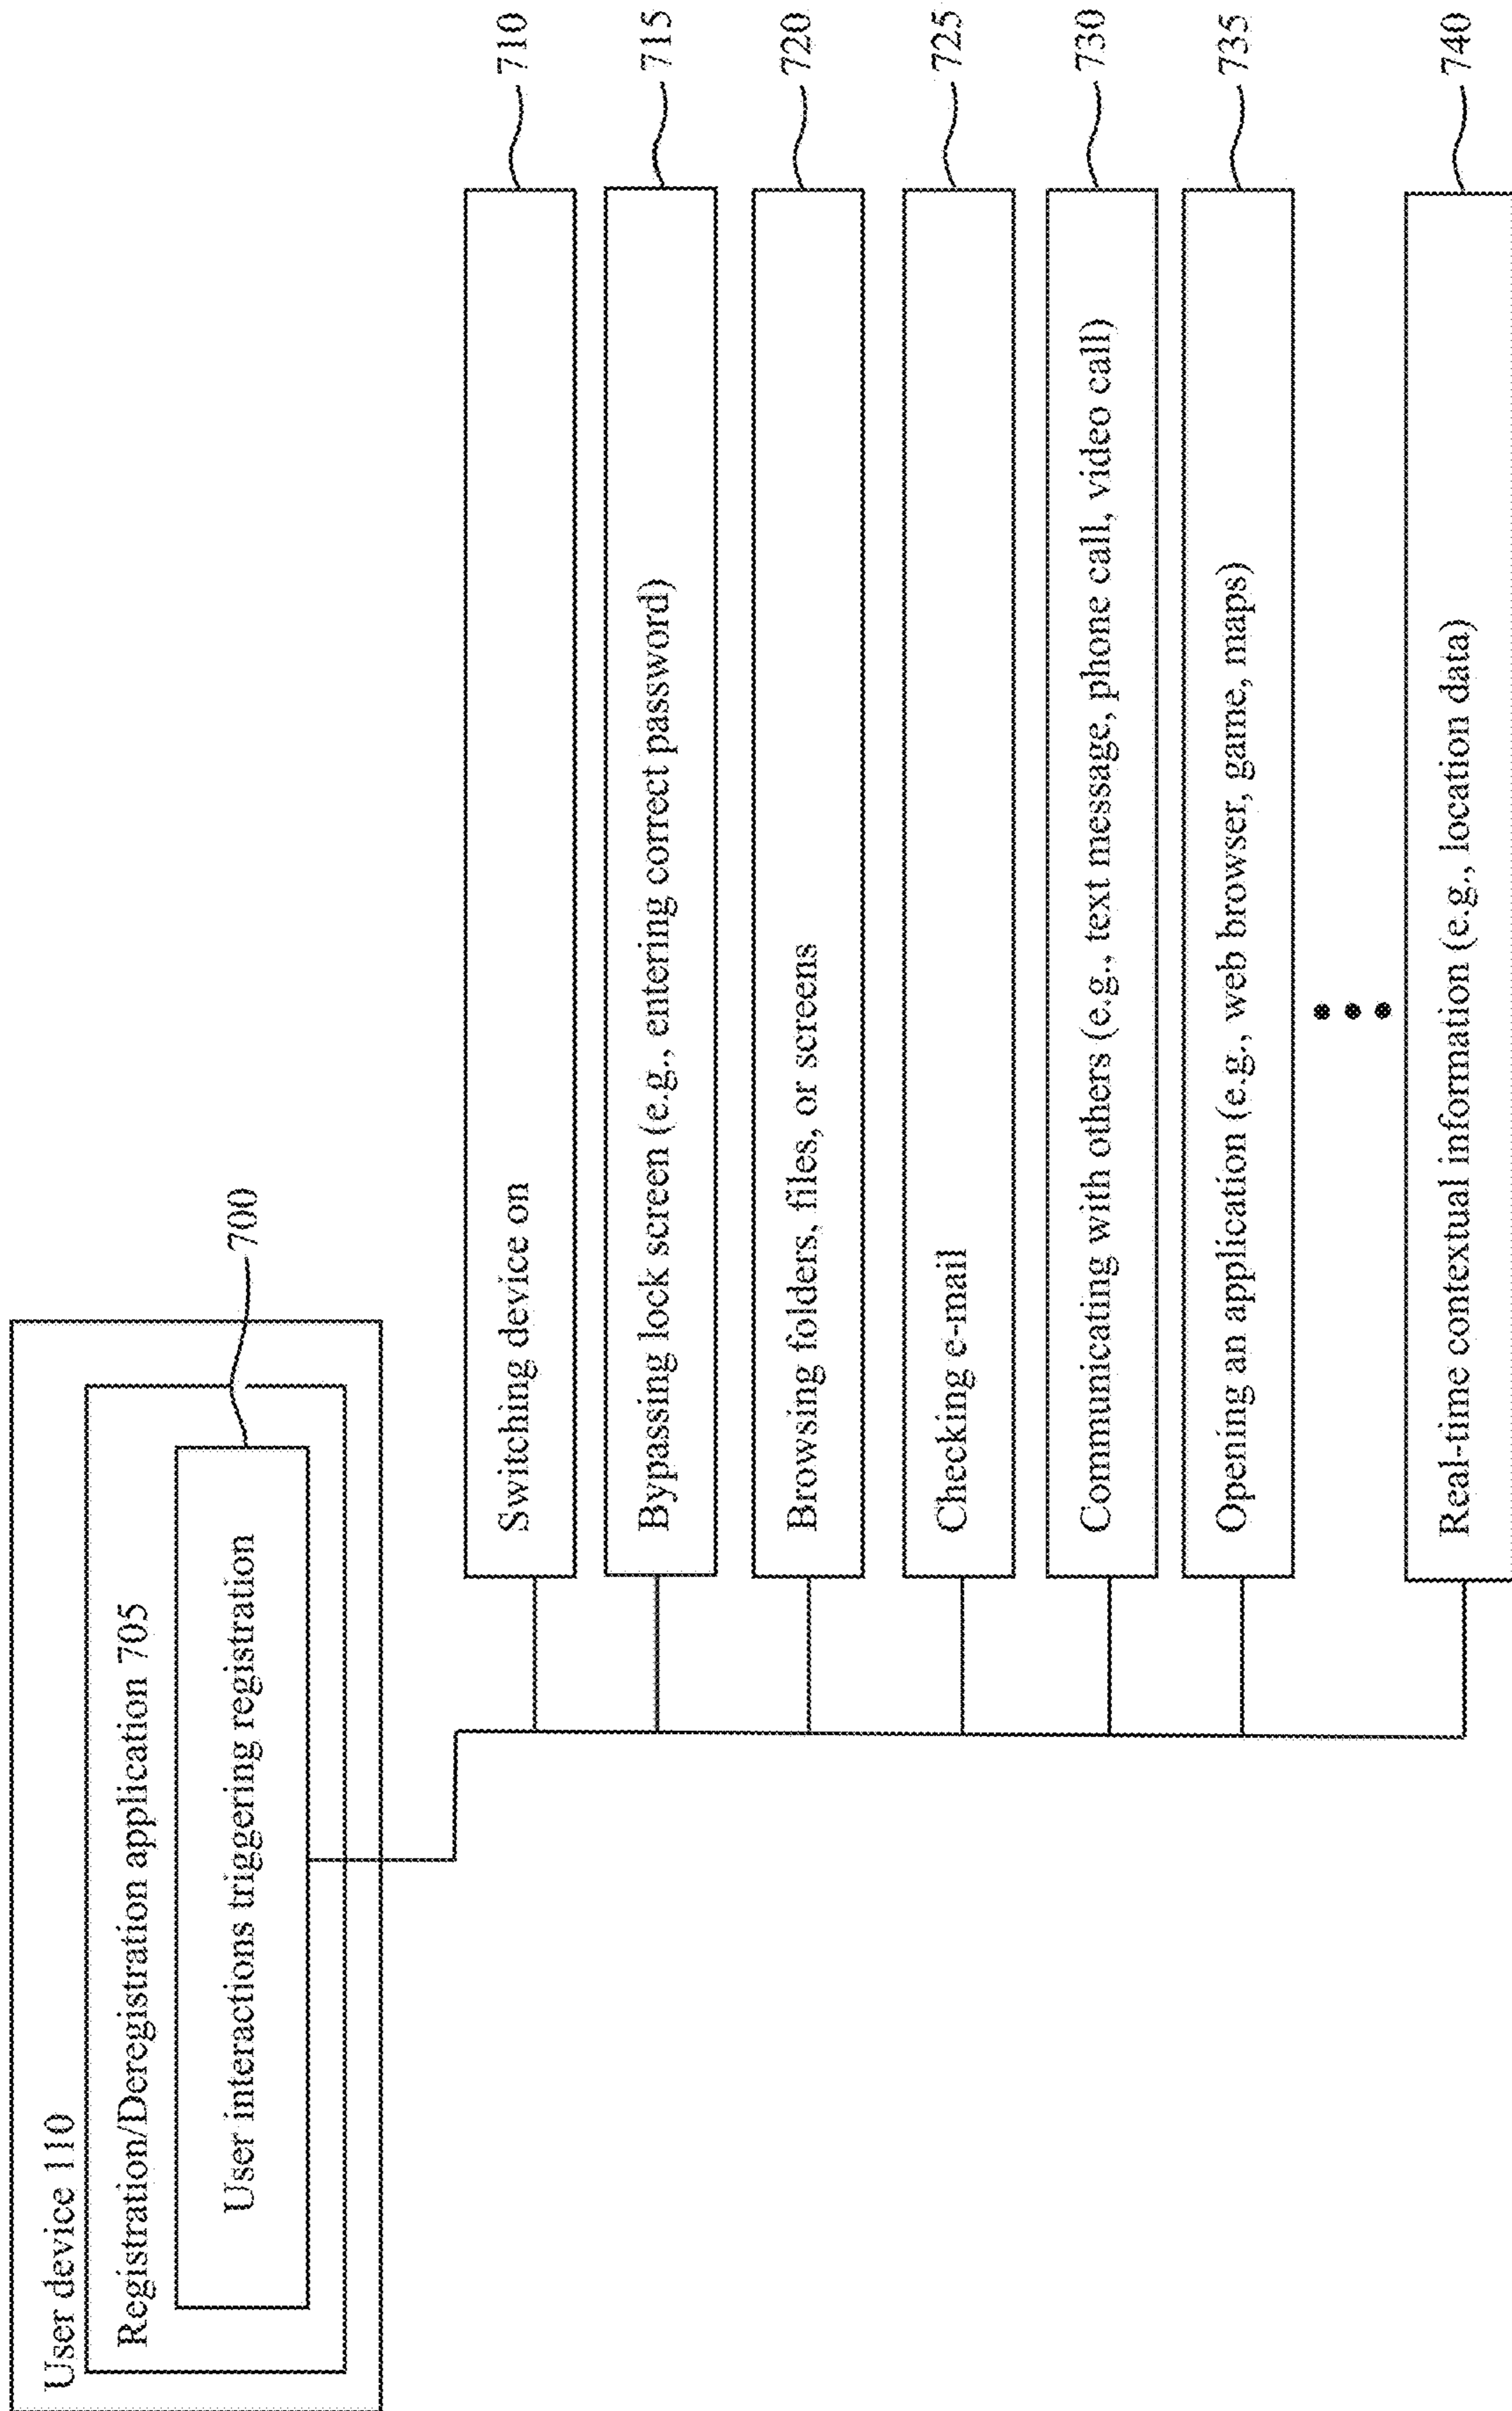 User device 110
Registration/Deregistration application 705
User interactions triggering registration
700
Switching device on
710
Bypassing lock screen (e.g., entering correct password)
715
Browsing folders, files, or screens
720
Checking e-mail
725
Communicating with others (e.g., text message, phone call, video call)
730
Opening an application (e.g., web browser, game, maps)
735
Real-time contextual information (e.g., location data)
740